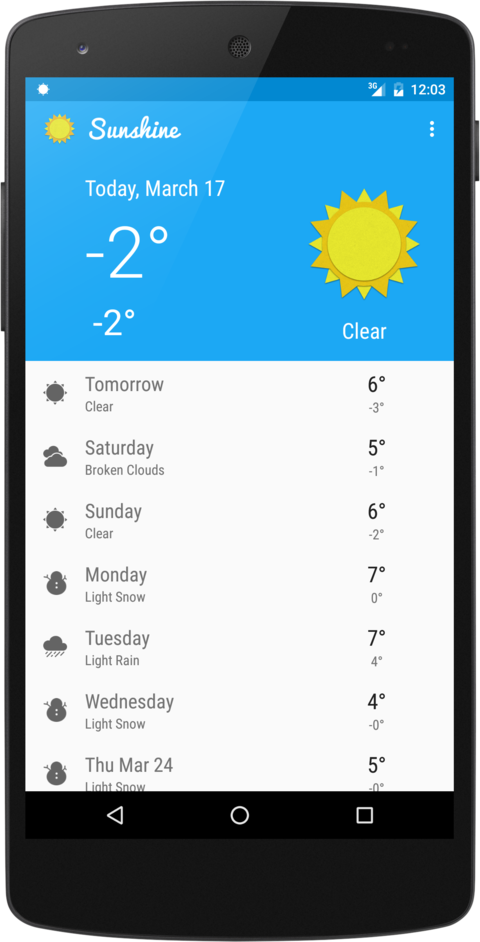 3G 12:03
Sunshine
Today, March 17
-2°
-2°
Clear
Tomorrow 6°
Clear -3°
Saturday 5°
Broken Clouds -1°
Sunday 6°
Clear -2°
Monday 7°
Light Snow 0°
Tuesday 7°
Light Rain 4°
Wednesday 4°
Light Snow -0°
Thu Mar 24 5°
Light Snow -0°